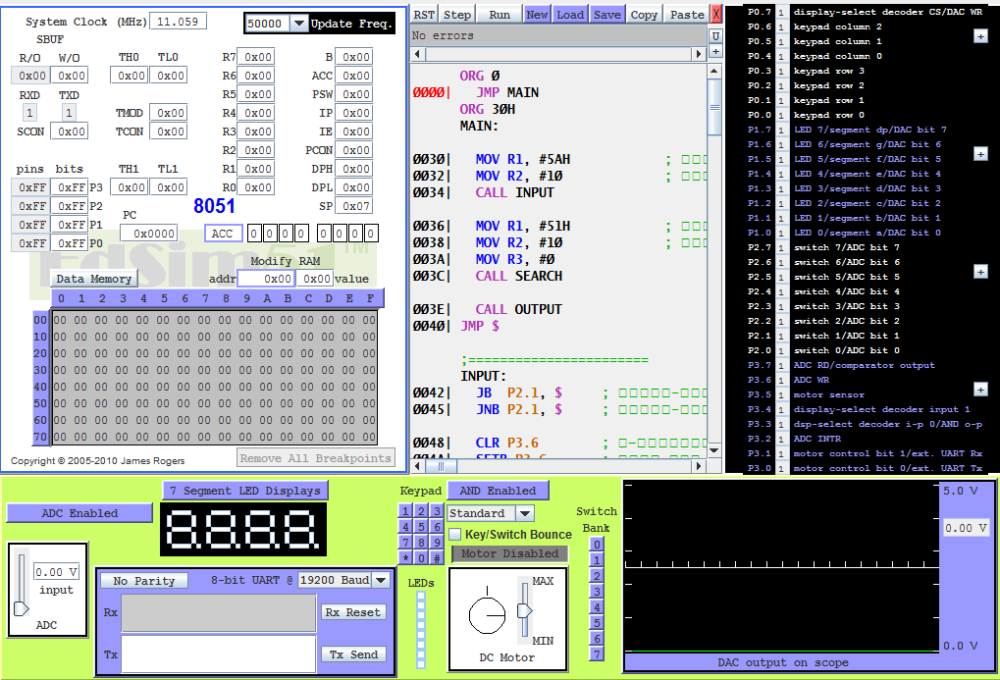 System Clock (MHz) 11.059
50000 Update Freq.
SBUF
R/O W/O
0x00 0x00
RXD TXD
1 1
SCON 0x00
TH0 TL0
0x00 0x00
TMOD 0x00
TCON 0x00
TH1 TL1
0x00 0x00
R7 0x00 B 0x00
R6 0x00 ACC 0x00
R5 0x00 PSW 0x00
R4 0x00 IP 0x00
R3 0x00 IE 0x00
R2 0x00 PCON 0x00
R1 0x00 DPH 0x00
R0 0x00 DPL 0x00
8051 SP 0x07
pins bits
0xFF 0xFF P3
0xFF 0xFF P2
0xFF 0xFF P1
0xFF 0xFF P0
PC
0x0000
ACC 0 0 0 0 0 0 0 0
EdSim51™
Modify RAM
Data Memory addr 0x00 0x00 value
0 1 2 3 4 5 6 7 8 9 A B C D E F
00 00 00 00 00 00 00 00 00 00 00 00 00 00 00 00 00
10 00 00 00 00 00 00 00 00 00 00 00 00 00 00 00 00
20 00 00 00 00 00 00 00 00 00 00 00 00 00 00 00 00
30 00 00 00 00 00 00 00 00 00 00 00 00 00 00 00 00
40 00 00 00 00 00 00 00 00 00 00 00 00 00 00 00 00
50 00 00 00 00 00 00 00 00 00 00 00 00 00 00 00 00
60 00 00 00 00 00 00 00 00 00 00 00 00 00 00 00 00
70 00 00 00 00 00 00 00 00 00 00 00 00 00 00 00 00
Copyright © 2005-2010 James Rogers Remove All Breakpoints
RST Step Run New Load Save Copy Paste X
No errors U
+
ORG 0
0000| JMP MAIN
ORG 30H
MAIN:
0030| MOV R1, #5AH ; □□□
0032| MOV R2, #10 ; □□□
0034| CALL INPUT
0036| MOV R1, #51H ; □□□
0038| MOV R2, #10 ; □□□
003A| MOV R3, #0
003C| CALL SEARCH
003E| CALL OUTPUT
0040| JMP $
;=======================
INPUT:
0042| JB P2.1, $ ; □□□□□-□□□
0045| JNB P2.1, $ ; □□□□□-□□□
0048| CLR P3.6 ; □-□□□□□□□
004A| SETB P3.6
P0.7 1 display-select decoder CS/DAC WR
P0.6 1 keypad column 2
P0.5 1 keypad column 1
P0.4 1 keypad column 0
P0.3 1 keypad row 3
P0.2 1 keypad row 2
P0.1 1 keypad row 1
P0.0 1 keypad row 0
P1.7 1 LED 7/segment dp/DAC bit 7
P1.6 1 LED 6/segment g/DAC bit 6
P1.5 1 LED 5/segment f/DAC bit 5
P1.4 1 LED 4/segment e/DAC bit 4
P1.3 1 LED 3/segment d/DAC bit 3
P1.2 1 LED 2/segment c/DAC bit 2
P1.1 1 LED 1/segment b/DAC bit 1
P1.0 1 LED 0/segment a/DAC bit 0
P2.7 1 switch 7/ADC bit 7
P2.6 1 switch 6/ADC bit 6
P2.5 1 switch 5/ADC bit 5
P2.4 1 switch 4/ADC bit 4
P2.3 1 switch 3/ADC bit 3
P2.2 1 switch 2/ADC bit 2
P2.1 1 switch 1/ADC bit 1
P2.0 1 switch 0/ADC bit 0
P3.7 1 ADC RD/comparator output
P3.6 1 ADC WR
P3.5 1 motor sensor
P3.4 1 display-select decoder input 1
P3.3 1 dsp-select decoder i-p 0/AND o-p
P3.2 1 ADC INTR
P3.1 1 motor control bit 1/ext. UART Rx
P3.0 1 motor control bit 0/ext. UART Tx
+
+
+
+
ADC Enabled
7 Segment LED Displays
8.8.8.8.
0.00 V
input
ADC
No Parity 8-bit UART @ 19200 Baud
Rx Rx Reset
Tx Tx Send
Keypad
1 2 3
4 5 6
7 8 9
* 0 #
LEDs
AND Enabled
Standard
Key/Switch Bounce
Motor Disabled
MAX
MIN
DC Motor
Switch
Bank
0
1
2
3
4
5
6
7
5.0 V
0.00 V
0.0 V
DAC output on scope